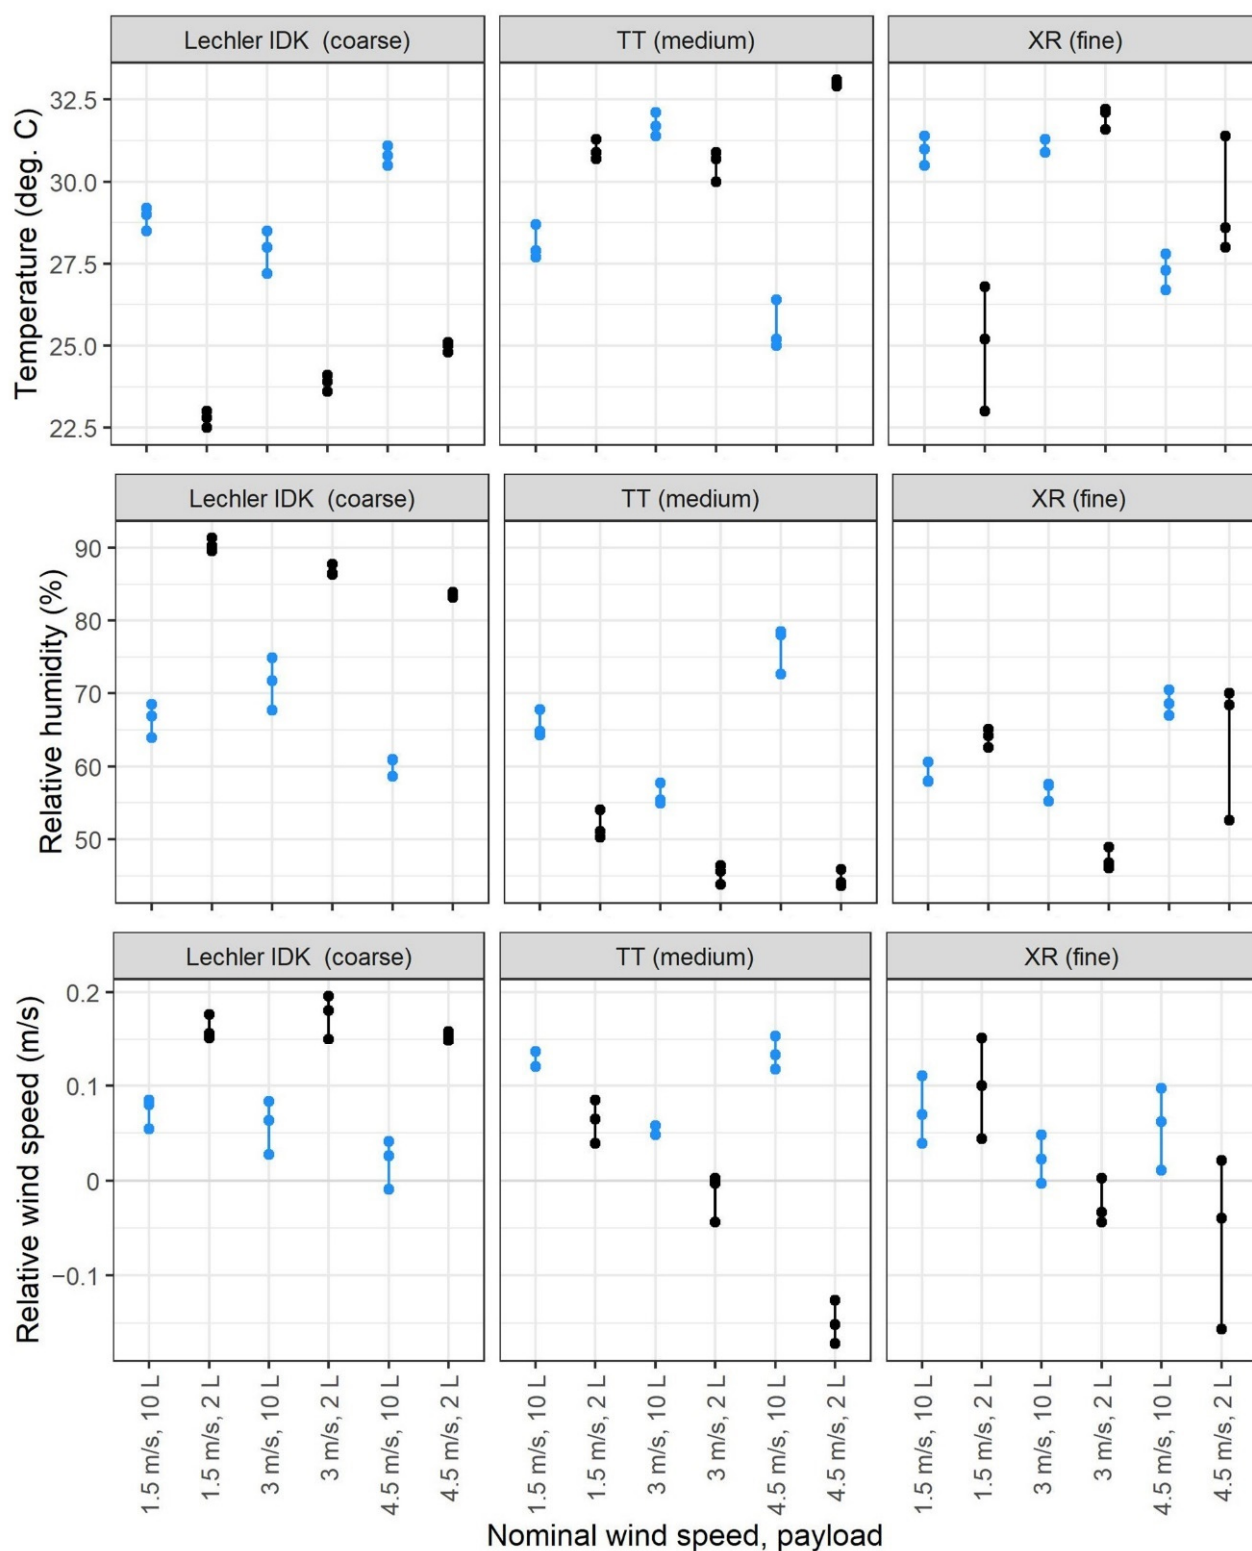 Lechler IDK  (coarse)
TT (medium)
XR (fine)
Temperature (deg. C)
32.5
30.0
27.5
25.0
22.5
Lechler IDK  (coarse)
TT (medium)
XR (fine)
Relative humidity (%)
90
80
70
60
50
Lechler IDK  (coarse)
TT (medium)
XR (fine)
Relative wind speed (m/s)
0.2
0.1
0
−0.1
1.5 m/s, 10 L
1.5 m/s, 2 L
3 m/s, 10 L
3 m/s, 2 L
4.5 m/s, 10 L
4.5 m/s, 2 L
1.5 m/s, 10 L
1.5 m/s, 2 L
3 m/s, 10 L
3 m/s, 2 L
4.5 m/s, 10 L
4.5 m/s, 2 L
1.5 m/s, 10 L
1.5 m/s, 2 L
3 m/s, 10 L
3 m/s, 2 L
4.5 m/s, 10 L
4.5 m/s, 2 L
Nominal wind speed, payload